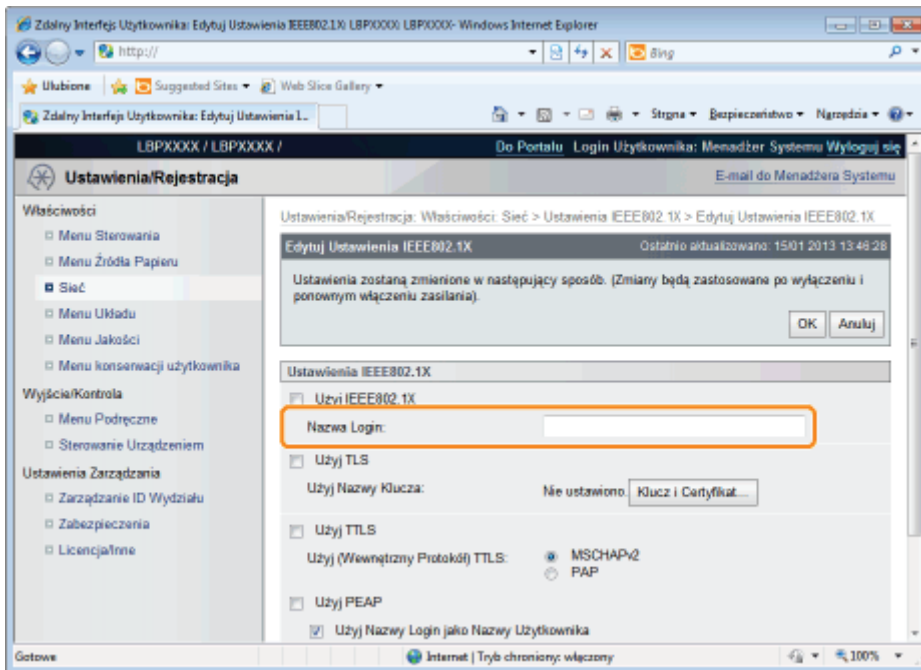 Zdalny Interfejs Użytkownika: Edytuj Ustawienia IEEE802.1X: LBPXXXX: LBPXXXX- Windows Internet Explorer
http://
Bing
Ulubione Suggested Sites Web Slice Gallery
Zdalny Interfejs Użytkownika: Edytuj Ustawienia I... Strona Bezpieczeństwo Narzędzia
LBPXXXX / LBPXXXX / Do Portalu Login Użytkownika: Menadżer Systemu Wyloguj się
Ustawienia/Rejestracja E-mail do Menadżera Systemu
Właściwości
Menu Sterowania
Menu Źródła Papieru
Sieć
Menu Układu
Menu Jakości
Menu konserwacji użytkownika
Wyjście/Kontrola
Menu Podręczne
Sterowanie Urządzeniem
Ustawienia Zarządzania
Zarządzanie ID Wydziału
Zabezpieczenia
Licencja/Inne
Ustawienia/Rejestracja: Właściwości: Sieć > Ustawienia IEEE802.1X > Edytuj Ustawienia IEEE802.1X
Edytuj Ustawienia IEEE802.1X Ostatnio aktualizowano: 15/01 2013 13:46:28
Ustawienia zostaną zmienione w następujący sposób. (Zmiany będą zastosowane po wyłączeniu i
ponownym włączeniu zasilania).
OK Anuluj
Ustawienia IEEE802.1X
Użyj IEEE802.1X
Nazwa Login:
Użyj TLS
Użyj Nazwy Klucza: Nie ustawiono. Klucz i Certyfikat...
Użyj TTLS
Użyj (Wewnętrzny Protokół) TTLS: MSCHAPv2
PAP
Użyj PEAP
Użyj Nazwy Login jako Nazwy Użytkownika
Gotowe Internet | Tryb chroniony: włączony 100%